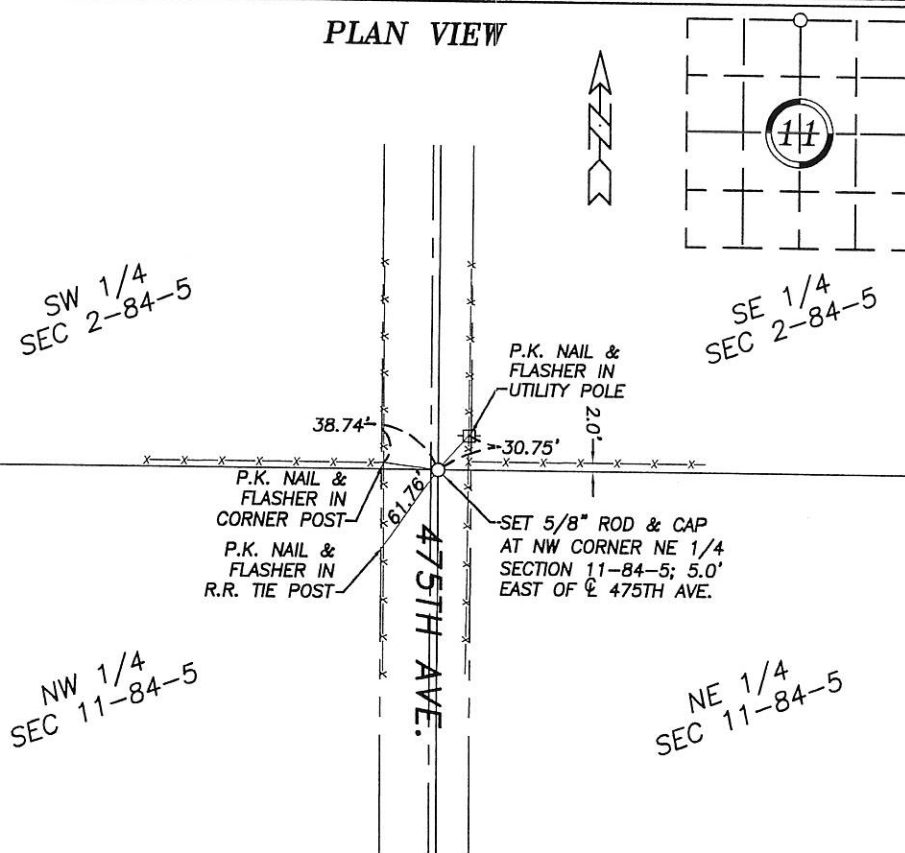 PLAN VIEW
N
11
SW 1/4
SEC 2-84-5
SE 1/4
SEC 2-84-5
P.K. NAIL &
FLASHER IN
UTILITY POLE
2.0'
38.74'
30.75'
P.K. NAIL &
FLASHER IN
CORNER POST
61.76'
P.K. NAIL &
FLASHER IN
R.R. TIE POST
SET 5/8" ROD & CAP
AT NW CORNER NE 1/4
SECTION 11-84-5; 5.0'
EAST OF ℄ 475TH AVE.
475TH AVE.
NW 1/4
SEC 11-84-5
NE 1/4
SEC 11-84-5